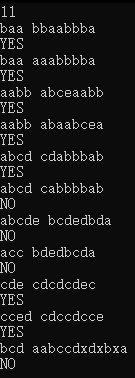 11
baa bbaabbba
YES
baa aaabbbba
YES
aabb abceaabb
YES
aabb abaabcea
YES
abcd cdabbbab
YES
abcd cabbbbab
NO
abcde bcdedbda
NO
acc bdedbcda
NO
cde cdcdcdec
YES
cced cdccdcce
YES
bcd aabccdxdxbxa
NO